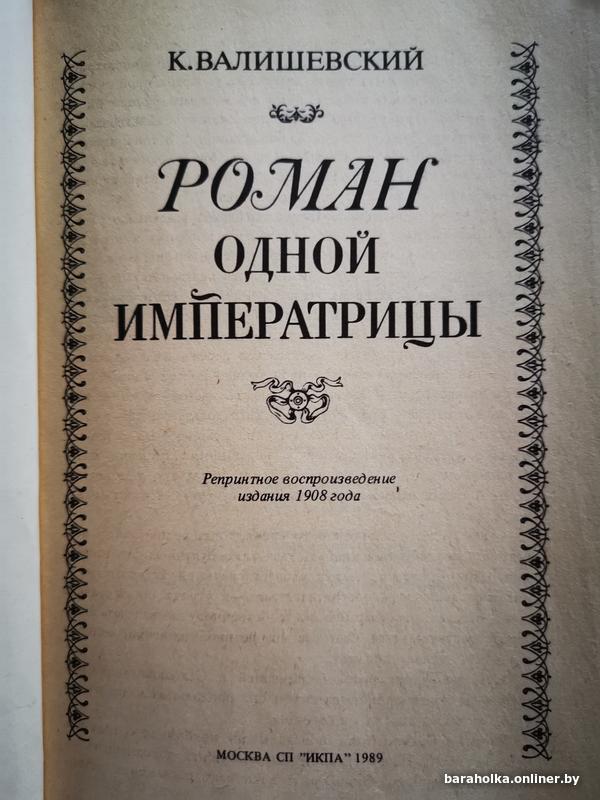 К. ВАЛИШЕВСКИЙ
РОМАН
ОДНОЙ
ИМПЕРАТРИЦЫ
Репринтное воспроизведение
издания 1908 года
МОСКВА СП "ИКПА" 1989
baraholka.onliner.by